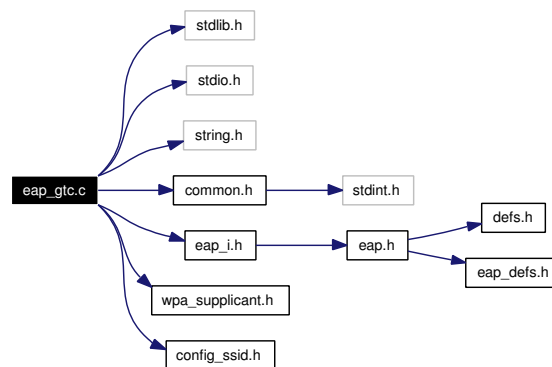 stdlib.h
stdio.h
string.h
eap_gtc.c
common.h
stdint.h
eap_i.h
eap.h
defs.h
eap_defs.h
wpa_supplicant.h
config_ssid.h